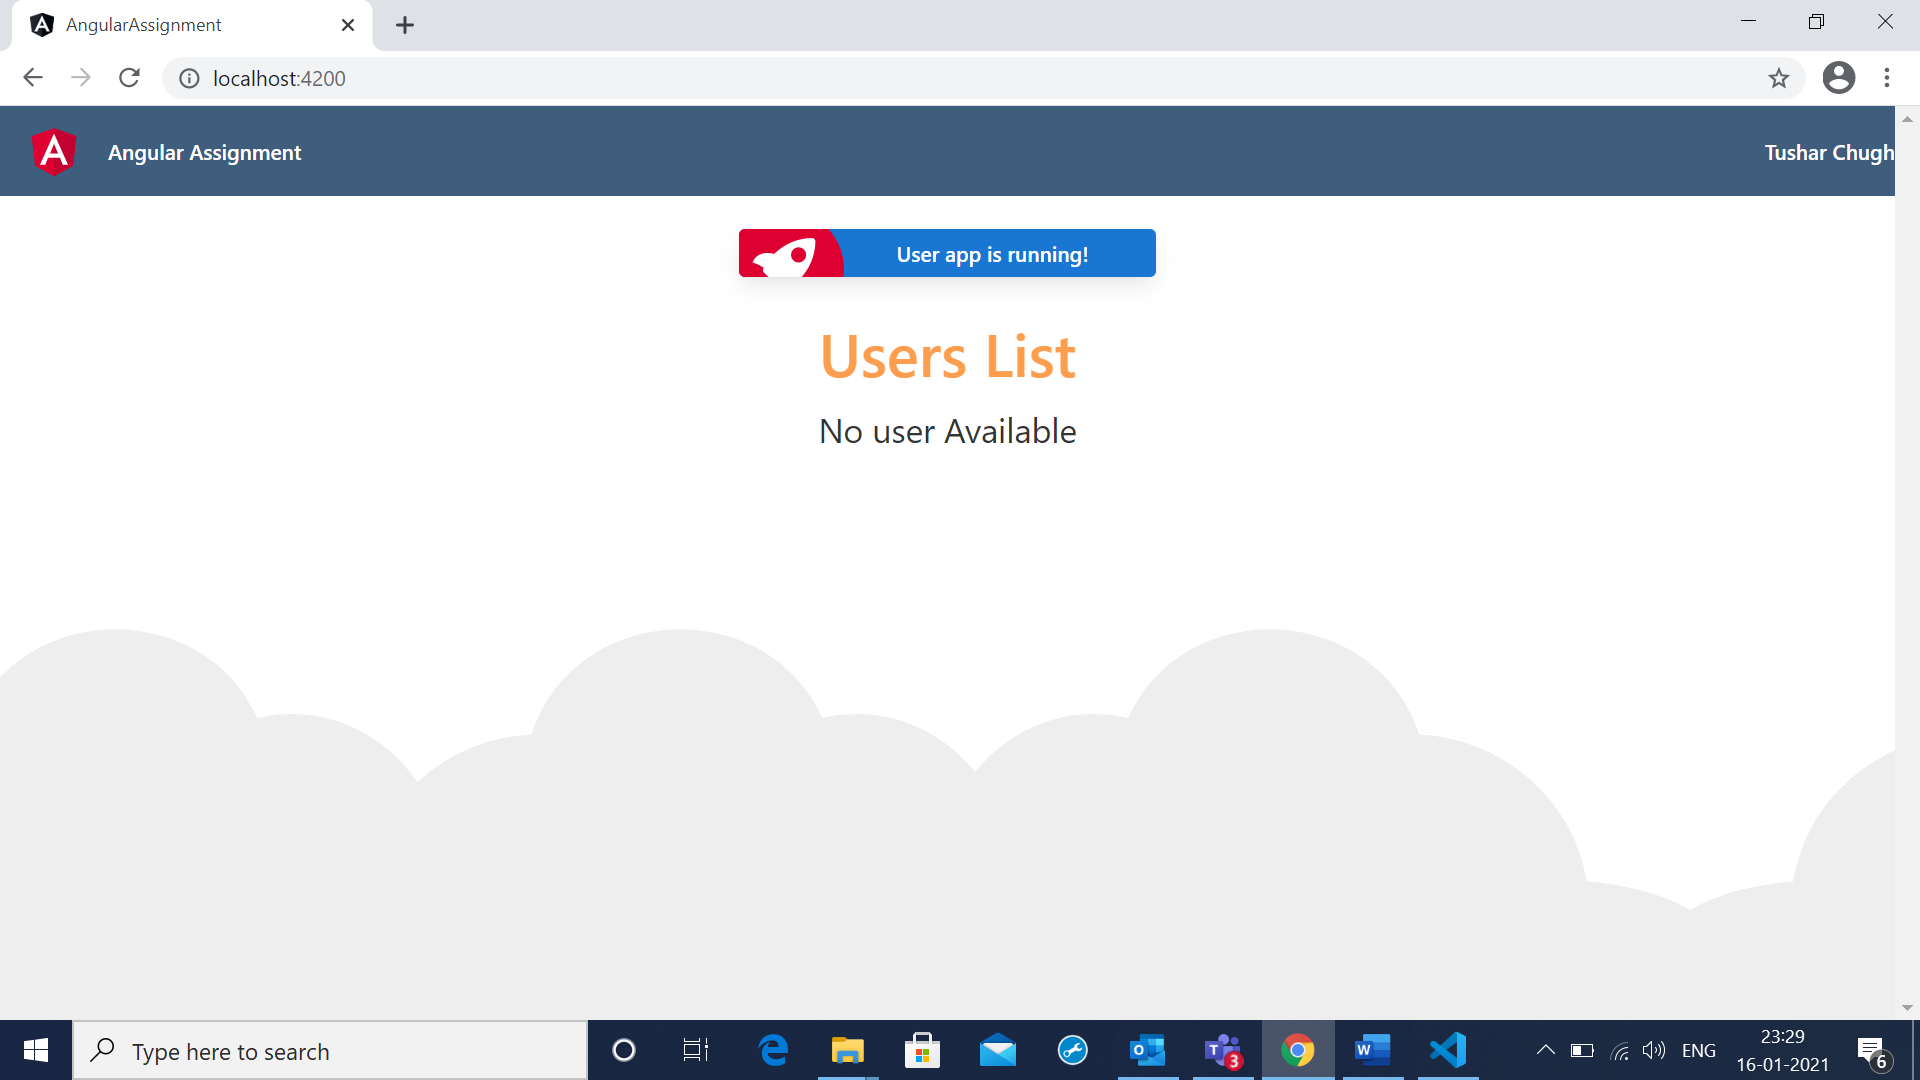 AngularAssignment
localhost:4200
Angular Assignment
Tushar Chugh
User app is running!
Users List
No user Available
Type here to search
3
ENG
23:29
16-01-2021
6